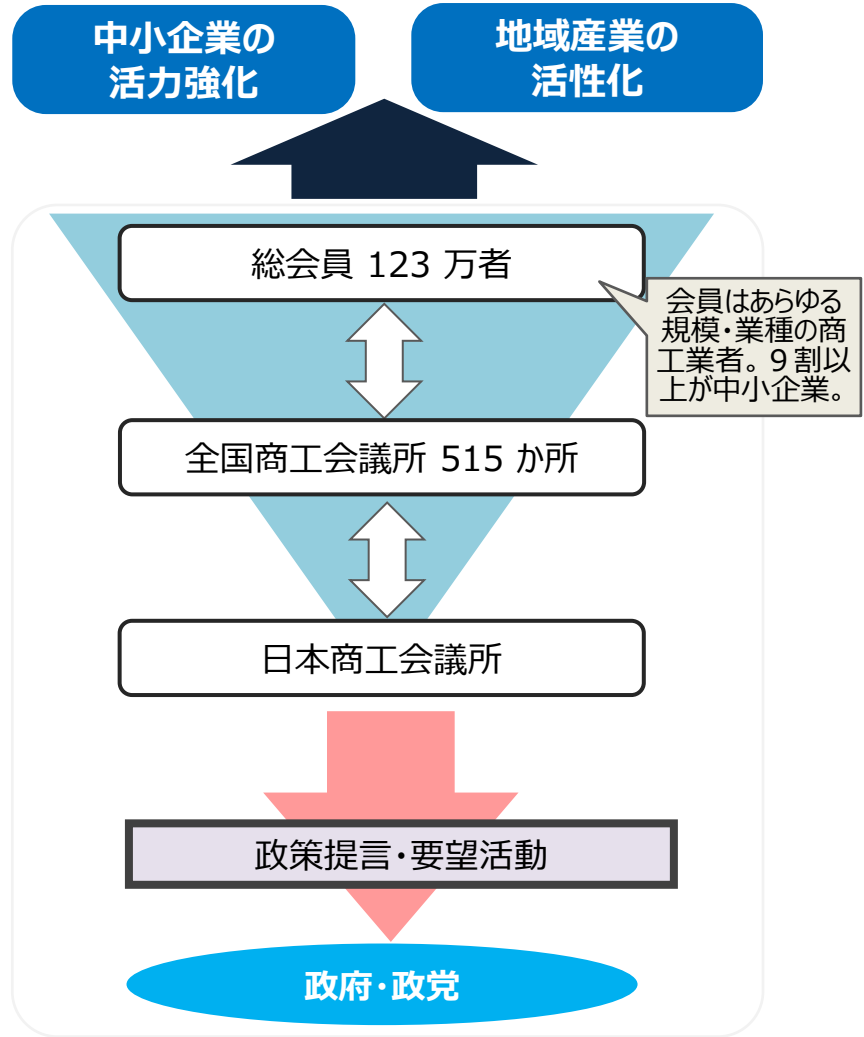 中小企業の
活力強化
地域産業の
活性化
総会員 123 万者
会員はあらゆる
規模・業種の商
工業者。9 割以
上が中小企業。
全国商工会議所 515 か所
日本商工会議所
政策提言・要望活動
政府・政党